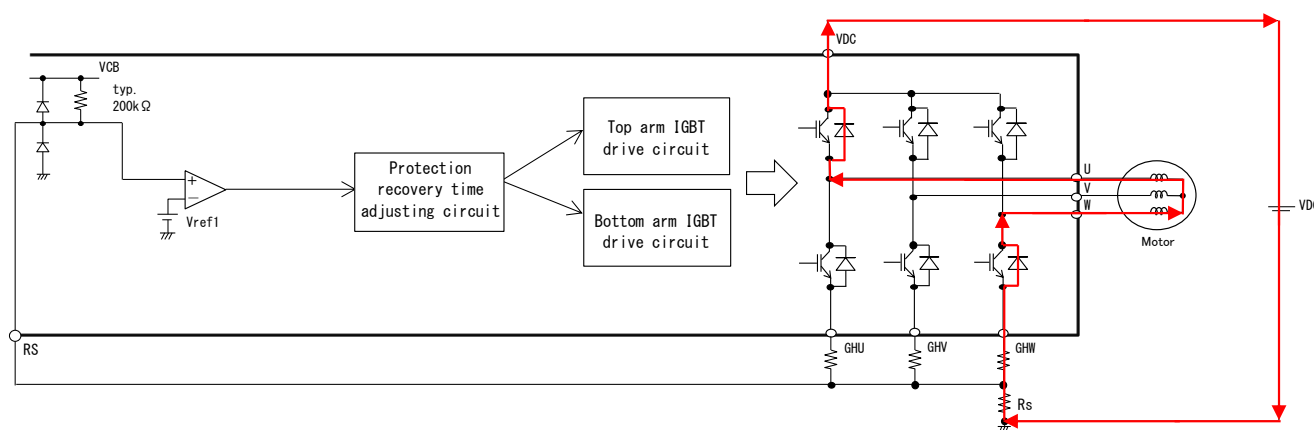 VDC
VCB
typ.
200kΩ
Top arm IGBT
drive circuit
Protection
recovery time
adjusting circuit
+
−
Vref1
Bottom arm IGBT
drive circuit
U
V
W
Motor
VDC
RS
GHU
GHV
GHW
Rs